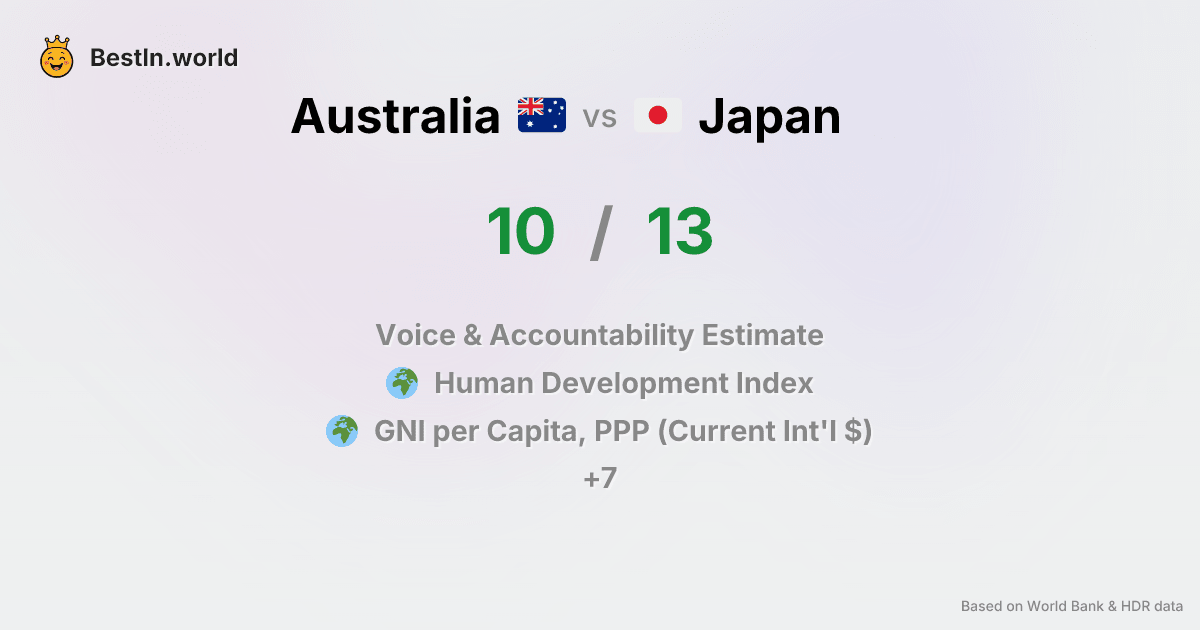 BestIn.world
Australia vs Japan
10 / 13
Voice & Accountability Estimate
Human Development Index
GNI per Capita, PPP (Current Int'l $)
+7
Based on World Bank & HDR data